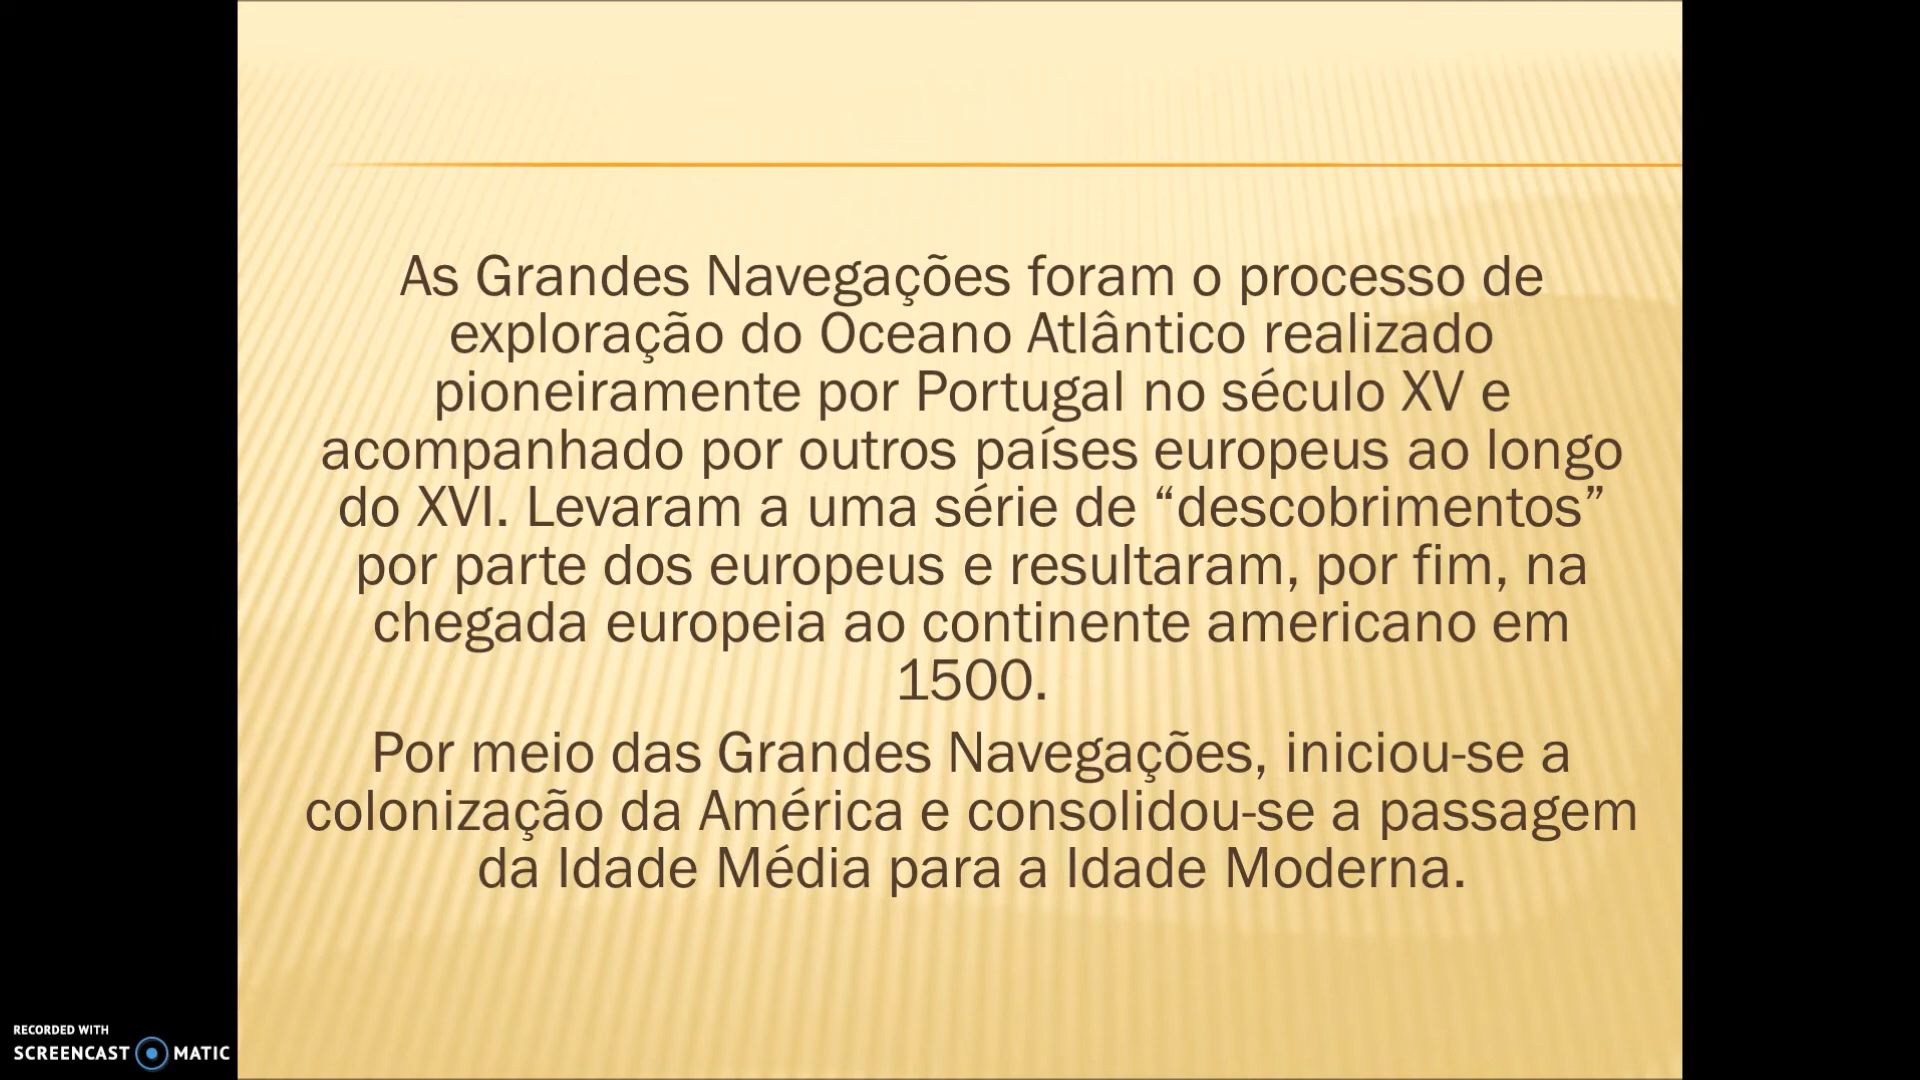 As Grandes Navegações foram o processo de
exploração do Oceano Atlântico realizado
pioneiramente por Portugal no século XV e
acompanhado por outros países europeus ao longo
do XVI. Levaram a uma série de “descobrimentos”
por parte dos europeus e resultaram, por fim, na
chegada europeia ao continente americano em
1500.
Por meio das Grandes Navegações, iniciou-se a
colonização da América e consolidou-se a passagem
da Idade Média para a Idade Moderna.
RECORDED WITH
SCREENCAST MATIC